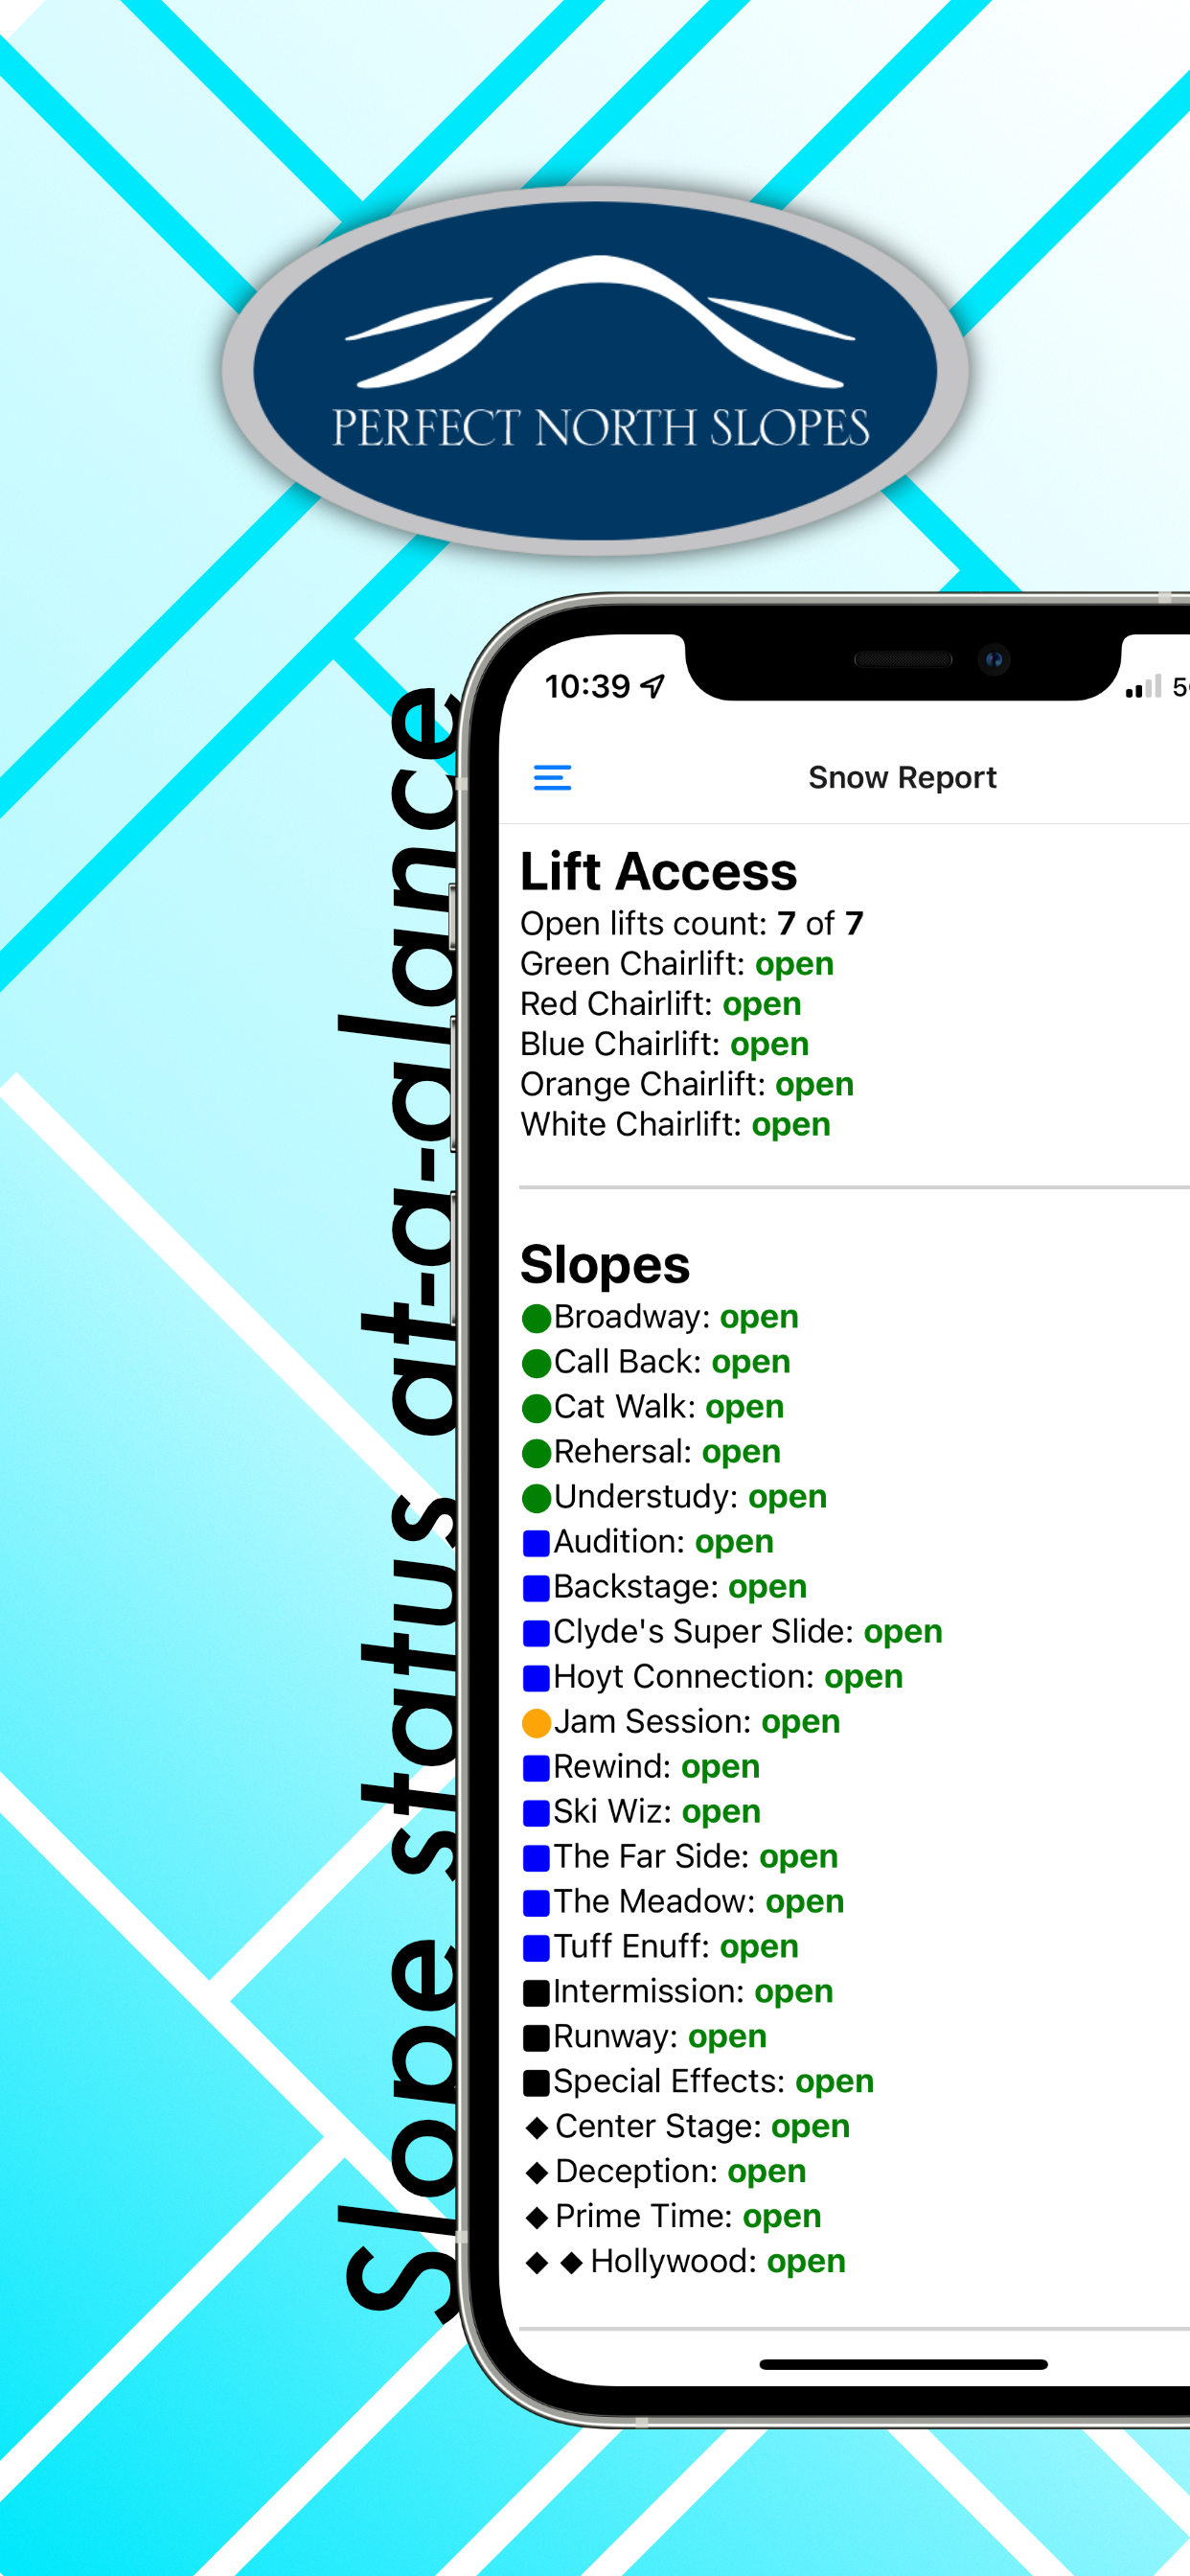 PERFECT NORTH SLOPES
Slope status at-a-glance
10:39
Snow Report
Lift Access
Open lifts count: 7 of 7
Green Chairlift: open
Red Chairlift: open
Blue Chairlift: open
Orange Chairlift: open
White Chairlift: open
Slopes
Broadway: open
Call Back: open
Cat Walk: open
Rehersal: open
Understudy: open
Audition: open
Backstage: open
Clyde's Super Slide: open
Hoyt Connection: open
Jam Session: open
Rewind: open
Ski Wiz: open
The Far Side: open
The Meadow: open
Tuff Enuff: open
Intermission: open
Runway: open
Special Effects: open
Center Stage: open
Deception: open
Prime Time: open
Hollywood: open